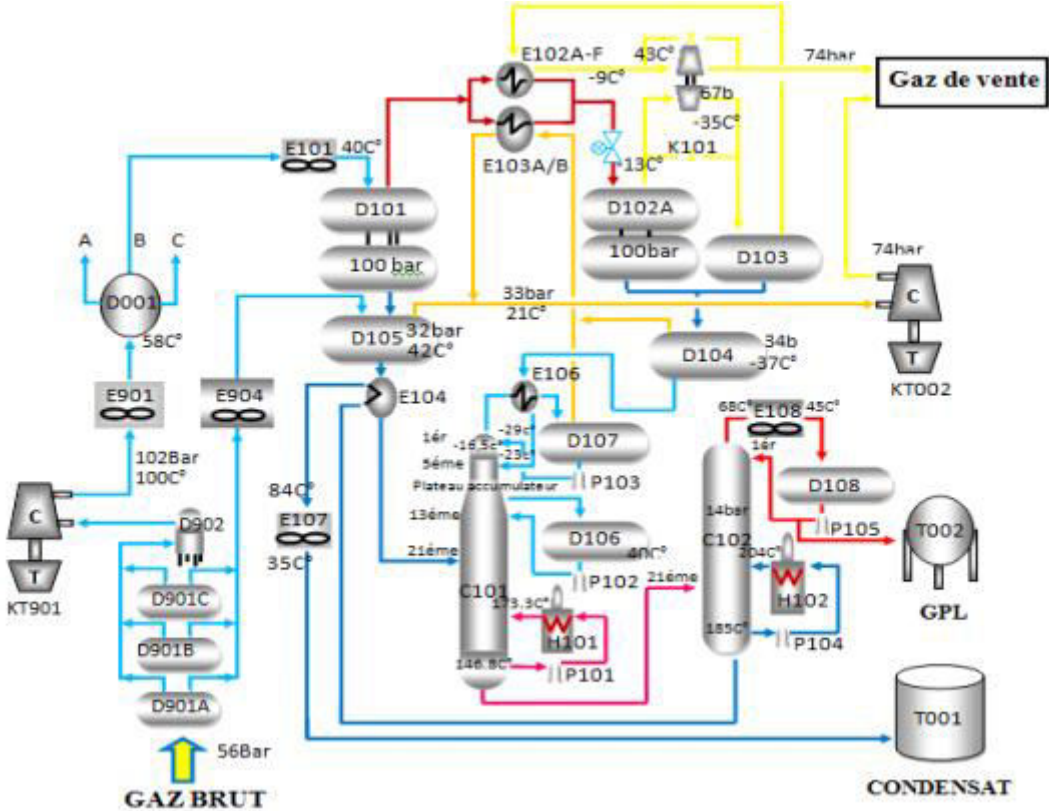 E102A-F
43C°
74bar
-9C°
Gaz de vente
67b
-35C°
K101
E101
40C°
E103A/B
13C°
D101
D102A
A
B
C
100 bar
100bar
D103
74bar
D001
33bar
21C°
C
58C°
D105
32bar
42C°
D104
34b
-37C°
T
KT002
E901
E904
E104
E106
68C°
E108
45C°
1ér
-29c°
-16,5c°
D107
1ér
102Bar
100C°
5éme
-23c°
P103
Plateau accumulateur
84C°
D108
C
D902
E107
13éme
D106
14bar
P105
T002
C102
35C°
21éme
40C°
204C°
T
C101
P102
21éme
KT901
D901C
173.3C°
H102
GPL
H101
D901B
185C°
P104
146.8C°
P101
D901A
T001
56Bar
CONDENSAT
GAZ BRUT